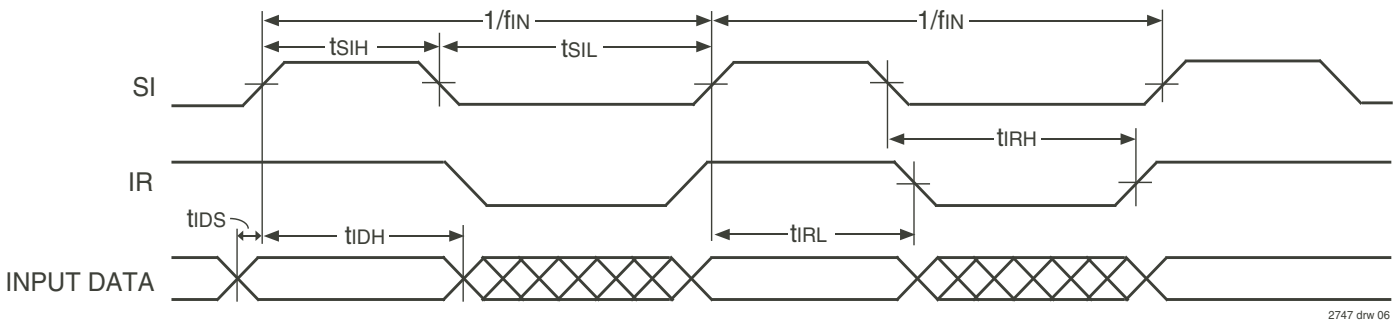 1/fIN 1/fIN
tSIH tSIL
SI
tIRH
IR
tIDS
tIDH tIRL
INPUT DATA
2747 drw 06